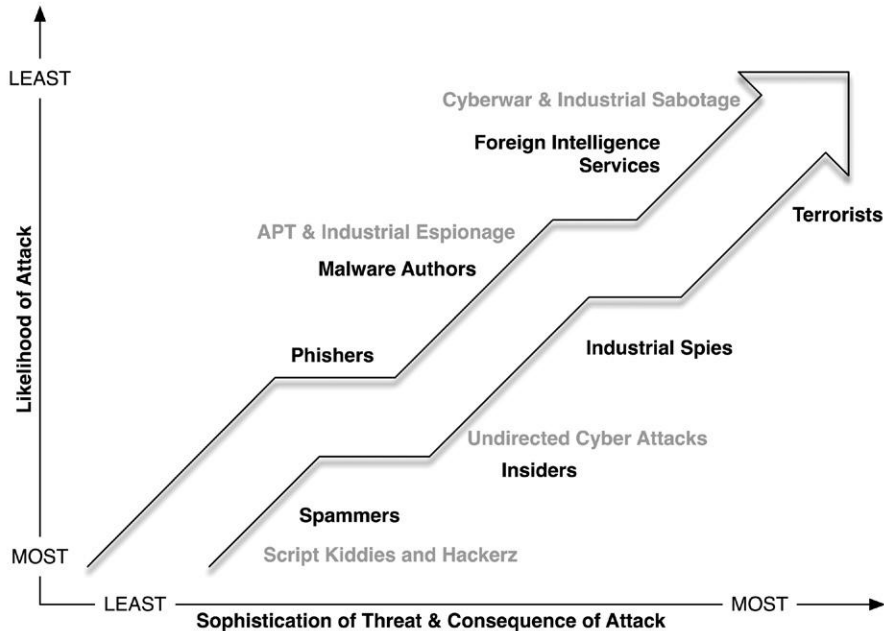 LEAST
Cyberwar & Industrial Sabotage
Foreign Intelligence
Services
Terrorists
APT & Industrial Espionage
Malware Authors
Likelihood of Attack
Phishers
Industrial Spies
Undirected Cyber Attacks
Insiders
Spammers
Script Kiddies and Hackerz
MOST
LEAST
MOST
Sophistication of Threat & Consequence of Attack